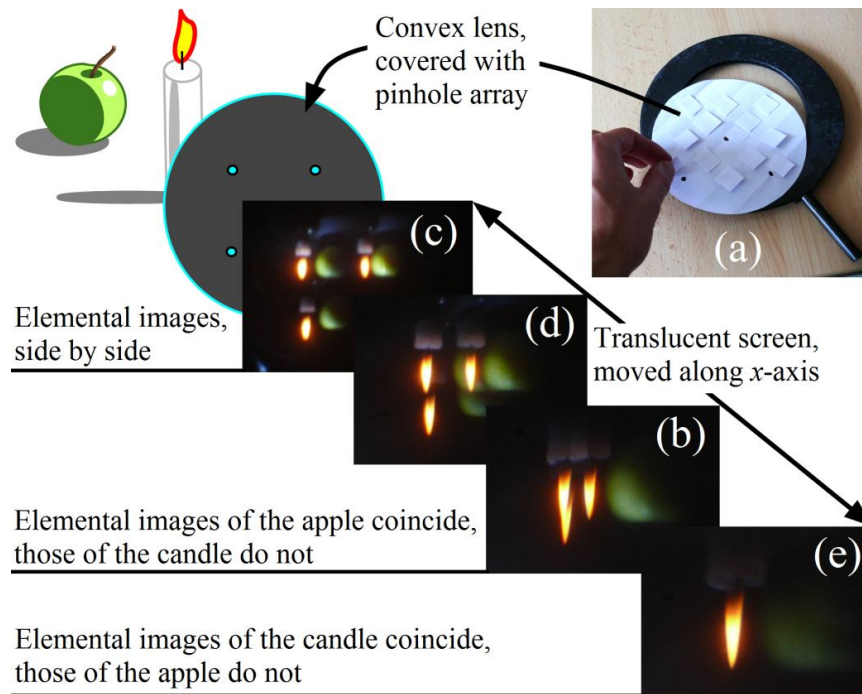 Convex lens,
covered with
pinhole array
(a)
(c)
Elemental images,
side by side
(d)
Translucent screen,
moved along x-axis
(b)
Elemental images of the apple coincide,
those of the candle do not
(e)
Elemental images of the candle coincide,
those of the apple do not